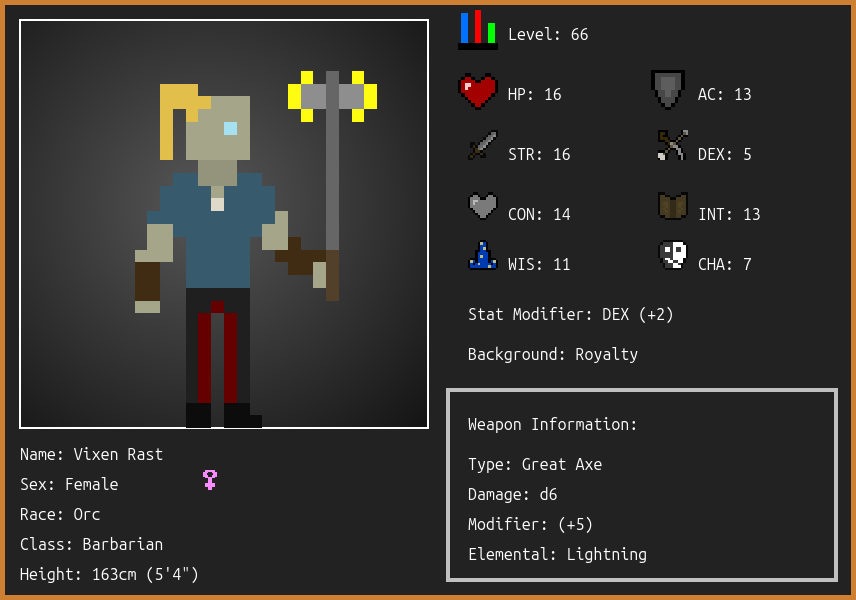 Level: 66
HP: 16
AC: 13
STR: 16
DEX: 5
CON: 14
INT: 13
WIS: 11
CHA: 7
Stat Modifier: DEX (+2)
Background: Royalty
Weapon Information:
Type: Great Axe
Damage: d6
Modifier: (+5)
Elemental: Lightning
Name: Vixen Rast
Sex: Female
Race: Orc
Class: Barbarian
Height: 163cm (5'4")